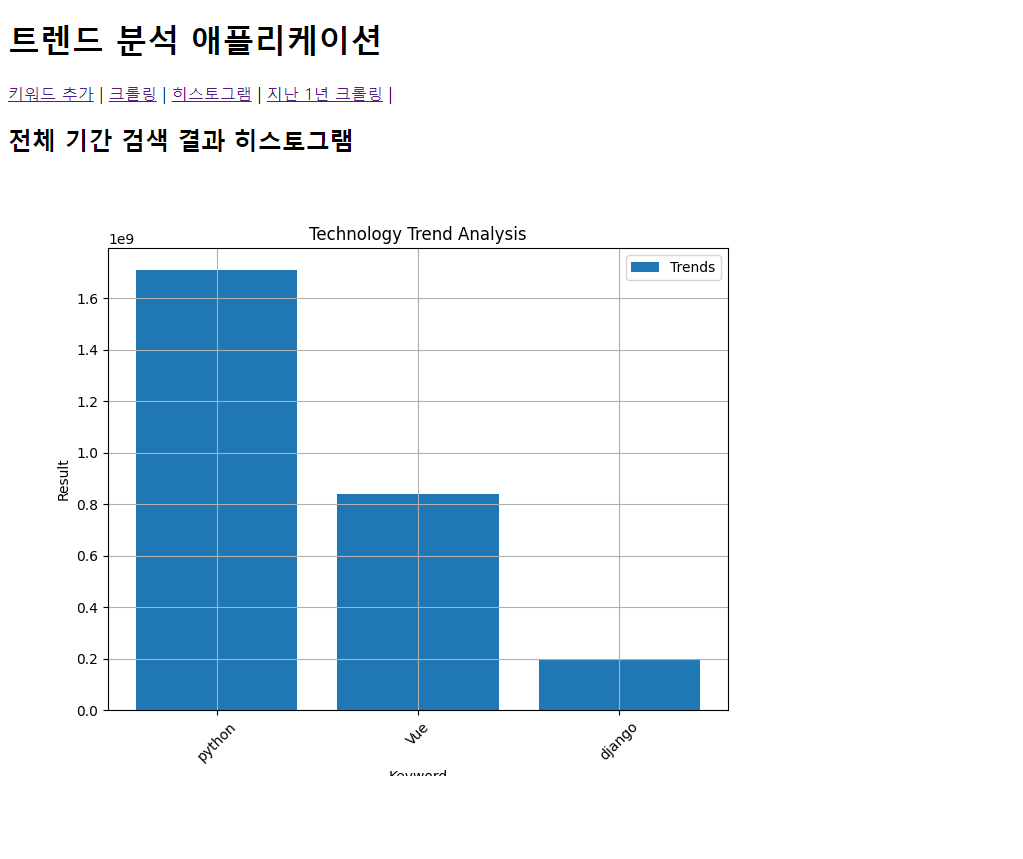 트렌드 분석 애플리케이션
키워드 추가 | 크롤링 | 히스토그램 | 지난 1년 크롤링 |
전체 기간 검색 결과 히스토그램
Technology Trend Analysis
1e9
Trends
1.6
1.4
1.2
1.0
0.8
0.6
0.4
0.2
0.0
Result
python
Vue
django
Keyword